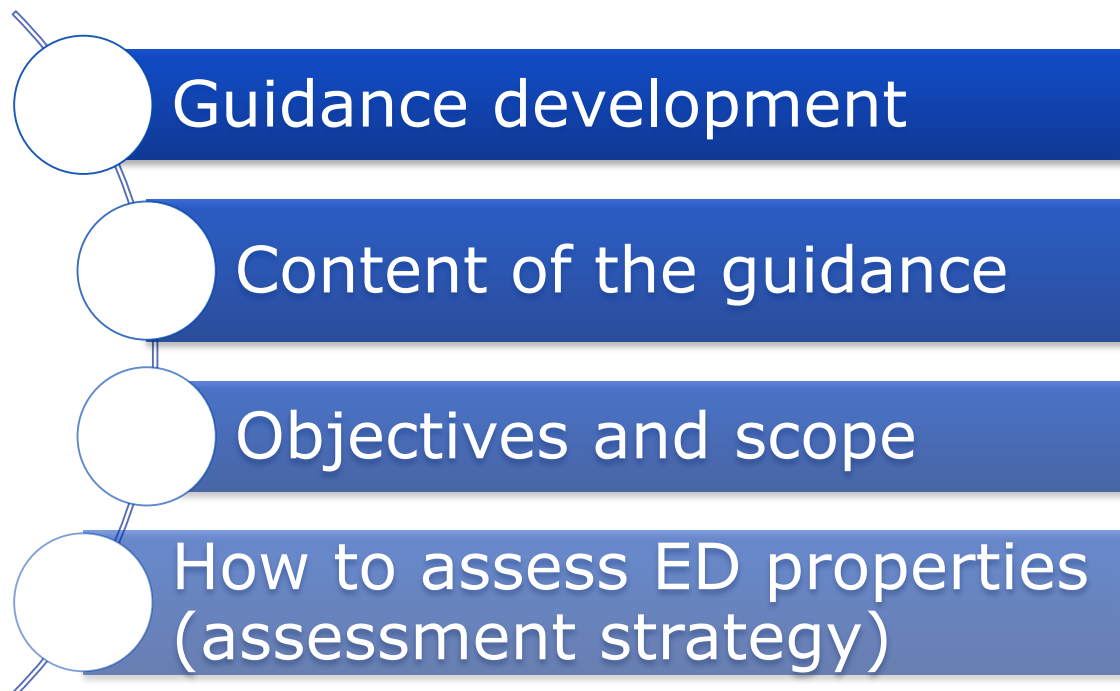 Guidance development
Content of the guidance
Objectives and scope
How to assess ED properties
(assessment strategy)